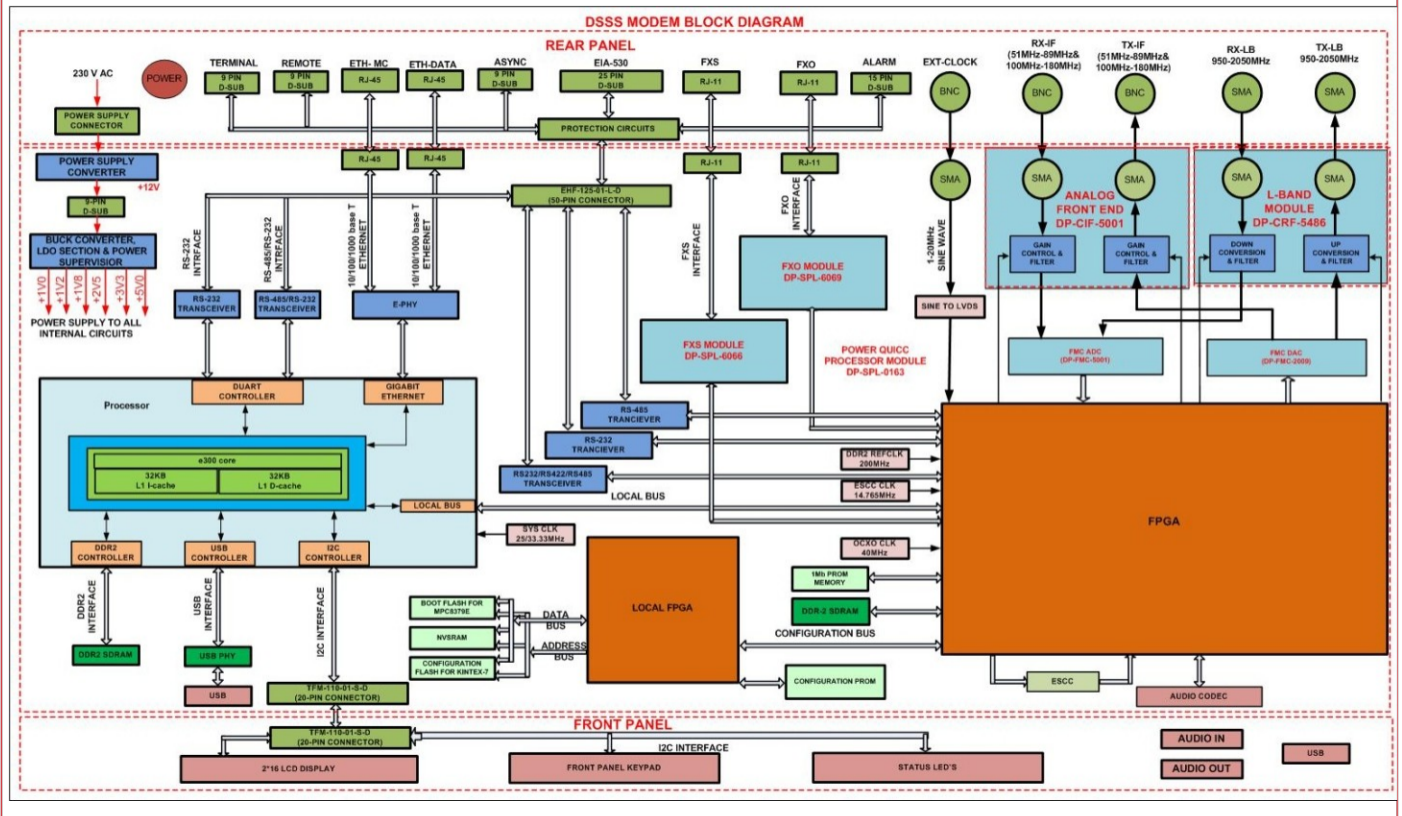 DSSS MODEM BLOCK DIAGRAM
REAR PANEL
230 V AC
POWER
POWER SUPPLY
CONNECTOR
TERMINAL
9 PIN
D-SUB
REMOTE
9 PIN
D-SUB
ETH- MC
RJ-45
ETH-DATA
RJ-45
ASYNC
9 PIN
D-SUB
EIA-530
25 PIN
D-SUB
FXS
RJ-11
FXO
RJ-11
ALARM
15 PIN
D-SUB
EXT-CLOCK
BNC
RX-IF
(51MHz-89MHz&
100MHz-180MHz)
BNC
TX-IF
(51MHz-89MHz&
100MHz-180MHz)
BNC
RX-LB
950-2050MHz
SMA
TX-LB
950-2050MHz
SMA
PROTECTION CIRCUITS
POWER SUPPLY
CONVERTER
+12V
9-PIN
D-SUB
BUCK CONVERTER,
LDO SECTION & POWER
SUPERVISIOR
+1V0
+1V2
+1V8
+2V5
+3V3
+5V0
POWER SUPPLY TO ALL
INTERNAL CIRCUITS
RJ-45
RJ-45
EHF-125-01-L-D
(50-PIN CONNECTOR)
RJ-11
RJ-11
SMA
SMA
SMA
SMA
SMA
ANALOG
FRONT END
DP-CIF-5001
L-BAND
MODULE
DP-CRF-5486
GAIN
CONTROL &
FILTER
GAIN
CONTROL
& FILTER
DOWN
CONVERSION
& FILTER
UP
CONVERSION
& FILTER
RS-232
INTRFACE
RS-485/RS-232
INTRFACE
10/100/1000 base T
ETHERNET
10/100/1000 base T
ETHERNET
FXS
INTERFACE
FXO
INTERFACE
1-20MHz
SINE WAVE
RS-232
TRANSCEIVER
RS-485/RS-232
TRANSCEIVER
E-PHY
FXO MODULE
DP-SPL-6069
SINE TO LVDS
FXS MODULE
DP-SPL-6066
POWER QUICC
PROCESSOR MODULE
DP-SPL-0163
FMC ADC
(DP-FMC-5001)
FMC DAC
(DP-FMC-2009)
Processor
DUART
CONTROLLER
GIGABIT
ETHERNET
e300 core
32KB
L1 I-cache
32KB
L1 D-cache
LOCAL BUS
DDR2
CONTROLLER
USB
CONTROLLER
I2C
CONTROLLER
RS-485
TRANCIEVER
RS-232
TRANCIEVER
RS232/RS422/RS485
TRANSCEIVER
LOCAL BUS
SYS CLK
25/33.33MHz
DDR2 REFCLK
200MHz
ESCC CLK
14.765MHz
OCXO CLK
40MHz
FPGA
1Mb PROM
MEMORY
DDR-2 SDRAM
CONFIGURATION BUS
LOCAL FPGA
BOOT FLASH FOR
MPC8379E
NVSRAM
CONFIGURATION
FLASH FOR KINTEX-7
DATA
BUS
ADDRESS
BUS
CONFIGURATION PROM
ESCC
AUDIO CODEC
DDR2
INTERFACE
USB
INTERFACE
I2C INTERFACE
DDR2 SDRAM
USB PHY
USB
TFM-110-01-S-D
(20-PIN CONNECTOR)
FRONT PANEL
TFM-110-01-S-D
(20-PIN CONNECTOR)
I2C INTERFACE
2*16 LCD DISPLAY
FRONT PANEL KEYPAD
STATUS LED'S
AUDIO IN
AUDIO OUT
USB